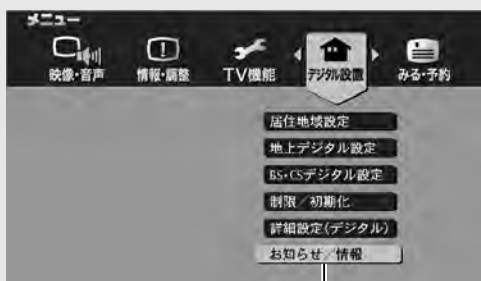 メニュー
映像・音声 情報・調整 TV機能 デジタル設置 みる・予約
居住地域設定
地上デジタル設定
BS・CSデジタル設定
制限／初期化
詳細設定(デジタル)
お知らせ／情報